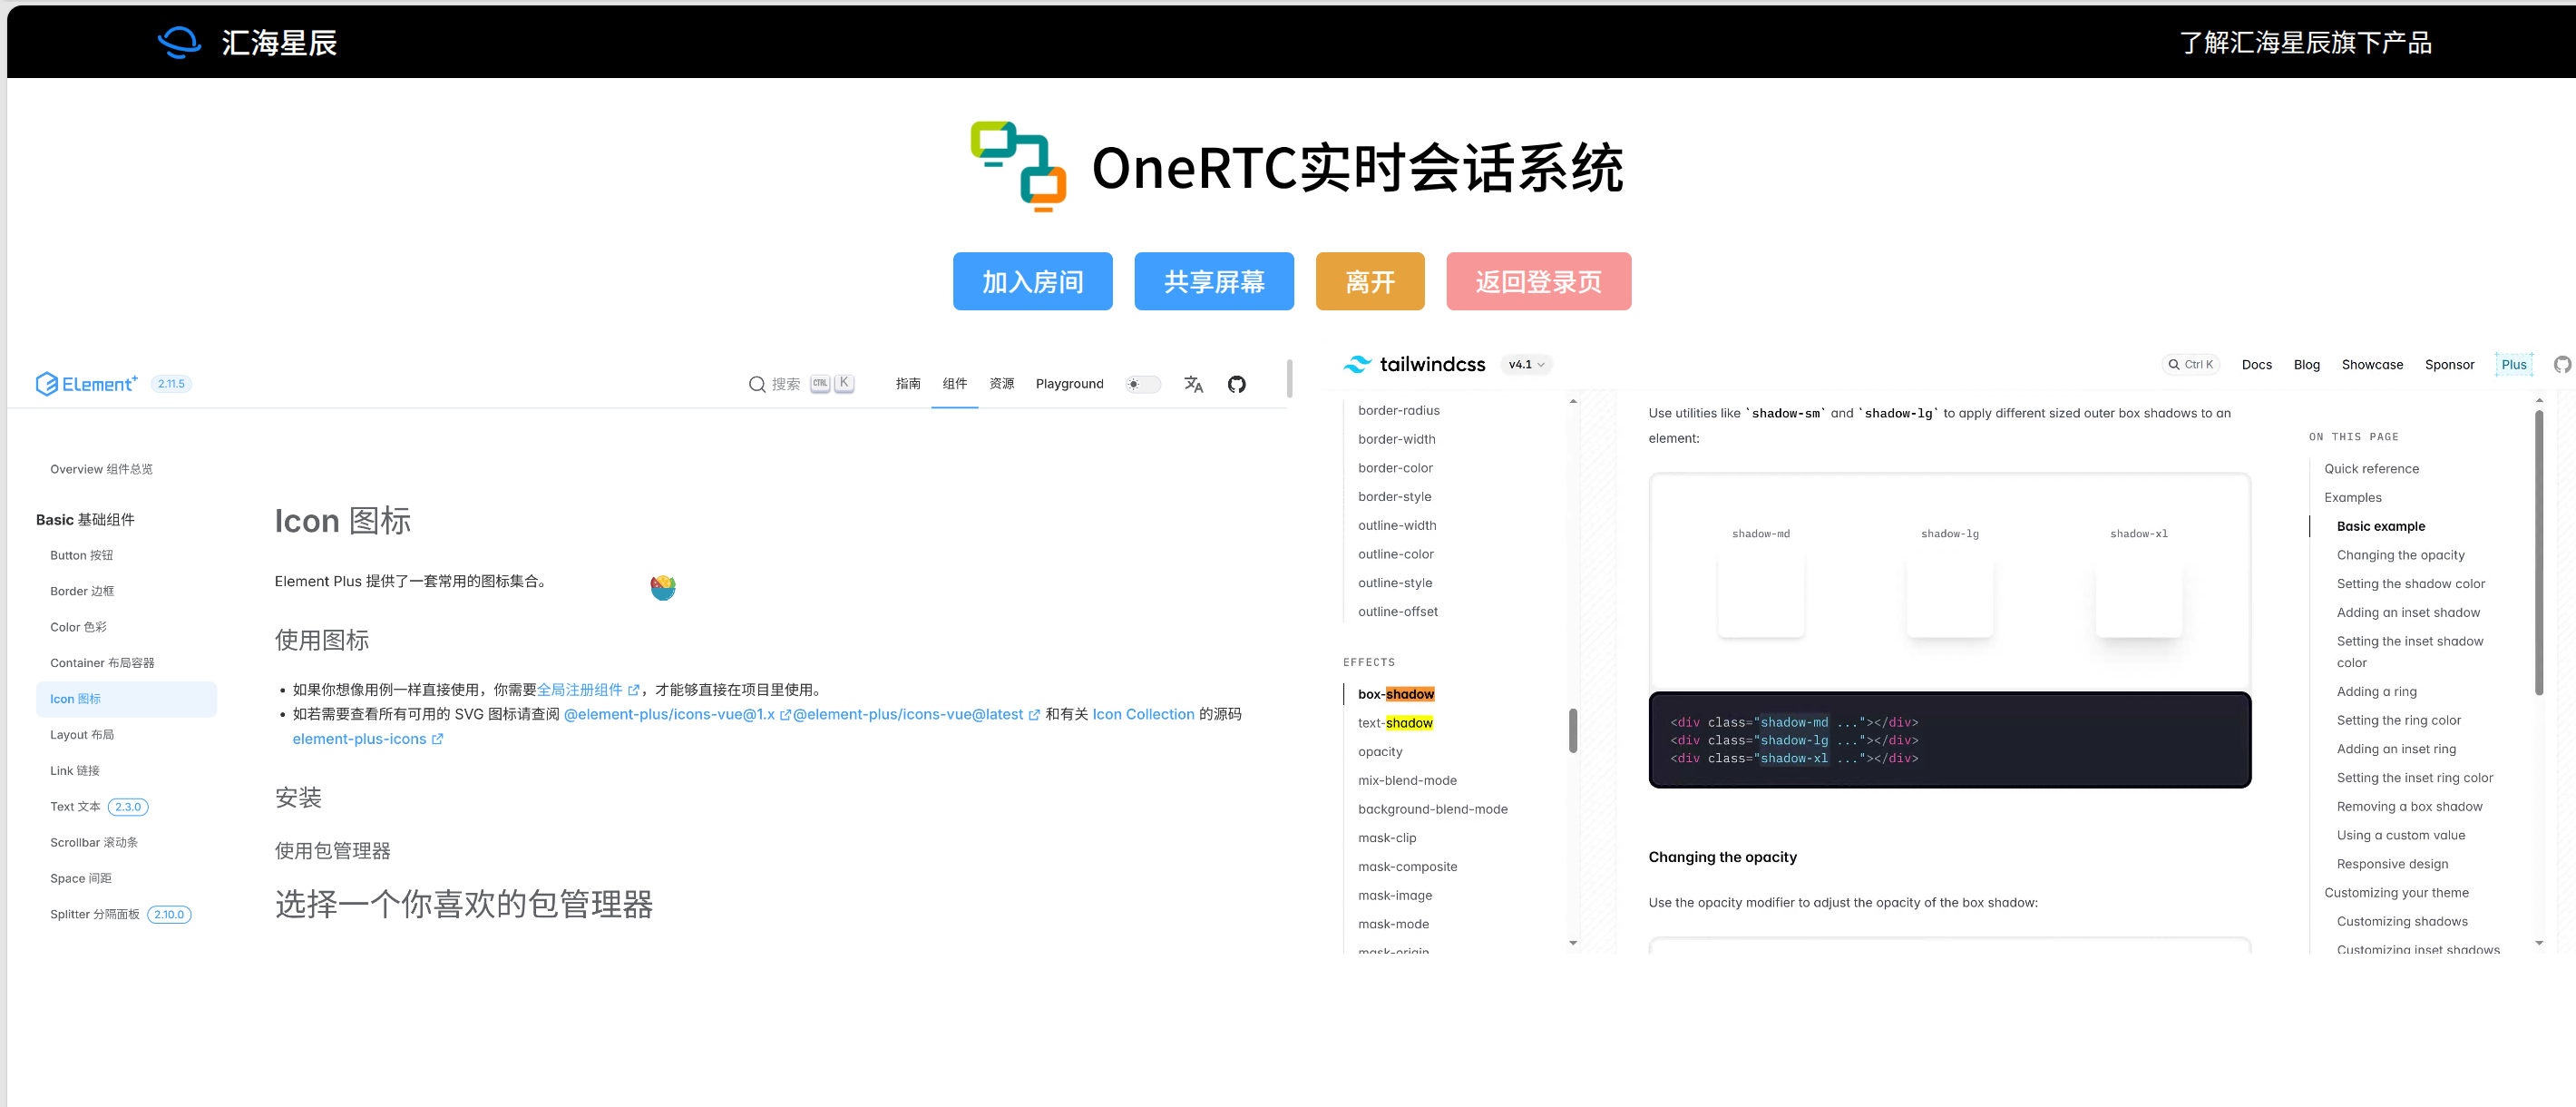 汇海星辰
了解汇海星辰旗下产品
OneRTC实时会话系统
加入房间
共享屏幕
离开
返回登录页
Element+ 2.11.5
搜索 CTRL K
指南
组件
资源
Playground
Overview 组件总览
Basic 基础组件
Button 按钮
Border 边框
Color 色彩
Container 布局容器
Icon 图标
Layout 布局
Link 链接
Text 文本 2.3.0
Scrollbar 滚动条
Space 间距
Splitter 分隔面板 2.10.0
Icon 图标
Element Plus 提供了一套常用的图标集合。
使用图标
如果你想像用例一样直接使用，你需要全局注册组件，才能够直接在项目里使用。
如若需要查看所有可用的 SVG 图标请查阅 @element-plus/icons-vue@1.x @element-plus/icons-vue@latest 和有关 Icon Collection 的源码
element-plus-icons
安装
使用包管理器
选择一个你喜欢的包管理器
tailwindcss v4.1
Ctrl K
Docs
Blog
Showcase
Sponsor
Plus
border-radius
border-width
border-color
border-style
outline-width
outline-color
outline-style
outline-offset
EFFECTS
box-shadow
text-shadow
opacity
mix-blend-mode
background-blend-mode
mask-clip
mask-composite
mask-image
mask-mode
mask-origin
Use utilities like `shadow-sm` and `shadow-lg` to apply different sized outer box shadows to an
element:
shadow-md
shadow-lg
shadow-xl
<div class="shadow-md ..."></div>
<div class="shadow-lg ..."></div>
<div class="shadow-xl ..."></div>
Changing the opacity
Use the opacity modifier to adjust the opacity of the box shadow:
ON THIS PAGE
Quick reference
Examples
Basic example
Changing the opacity
Setting the shadow color
Adding an inset shadow
Setting the inset shadow
color
Adding a ring
Setting the ring color
Adding an inset ring
Setting the inset ring color
Removing a box shadow
Using a custom value
Responsive design
Customizing your theme
Customizing shadows
Customizing inset shadows